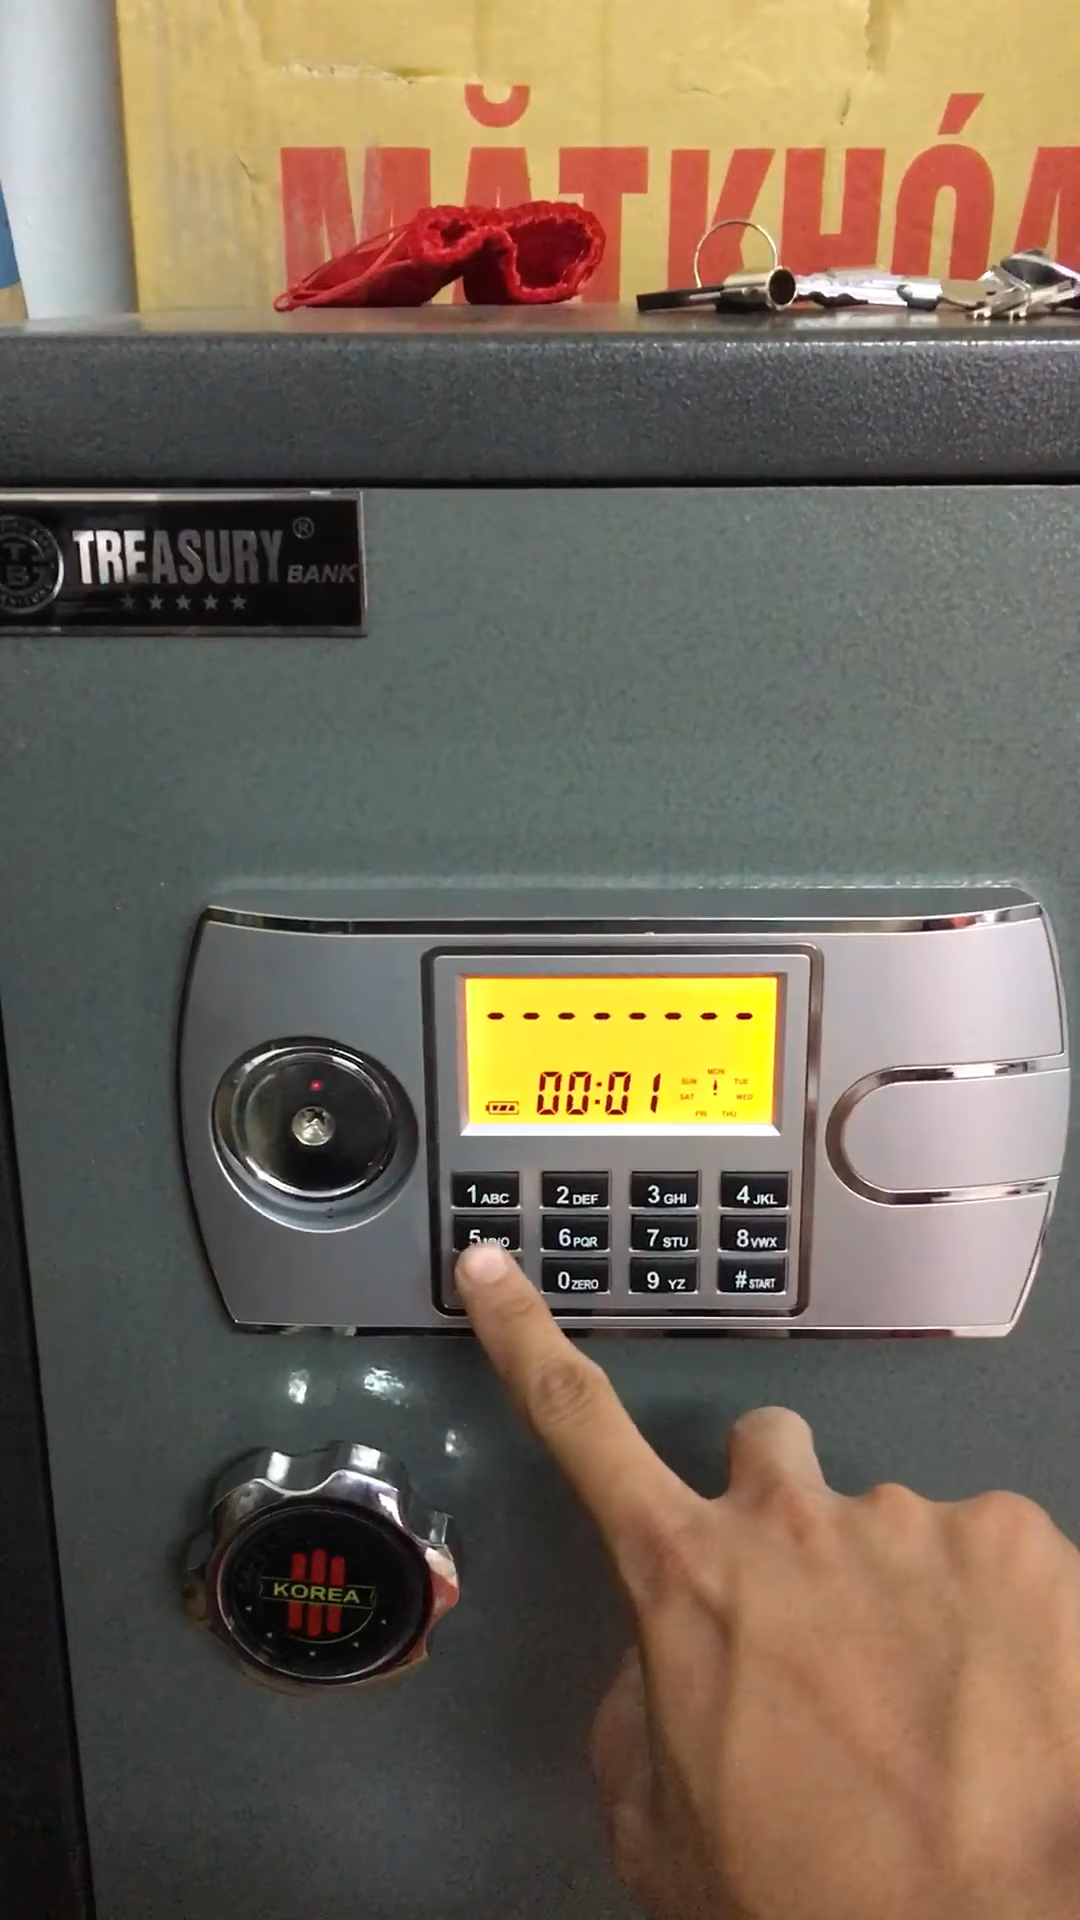 MẶT KHÓA
TREASURY®
BANK
--------
00:01
MON
SUN TUE
SAT WED
FRI THU
1 ABC 2 DEF 3 GHI 4 JKL
5 6 PQR 7 STU 8 VWX
0 ZERO 9 YZ # START
KOREA